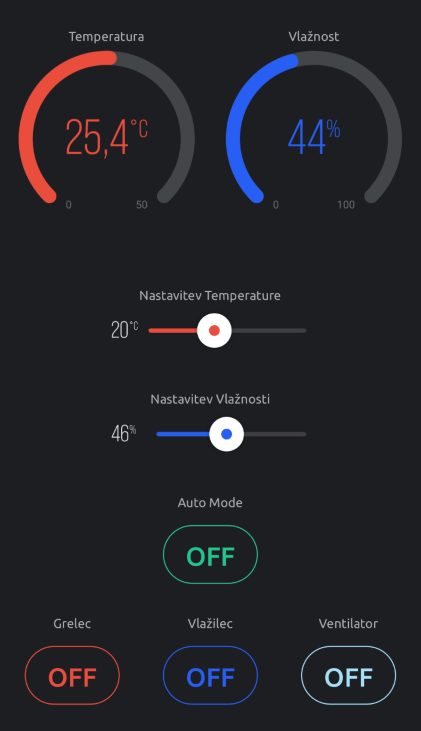 Temperatura Vlažnost
25,4°C 44%
0 50 0 100
Nastavitev Temperature
20°C
Nastavitev Vlažnosti
46%
Auto Mode
OFF
Grelec Vlažilec Ventilator
OFF OFF OFF